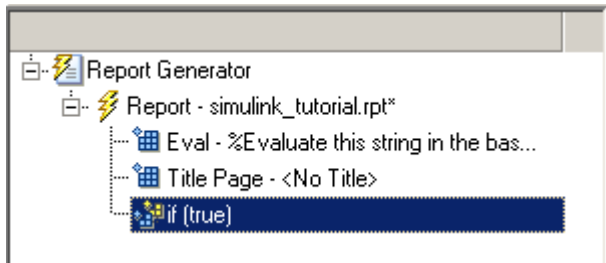 Report Generator
Report - simulink_tutorial.rpt*
Eval - %Evaluate this string in the bas...
Title Page - <No Title>
if (true)